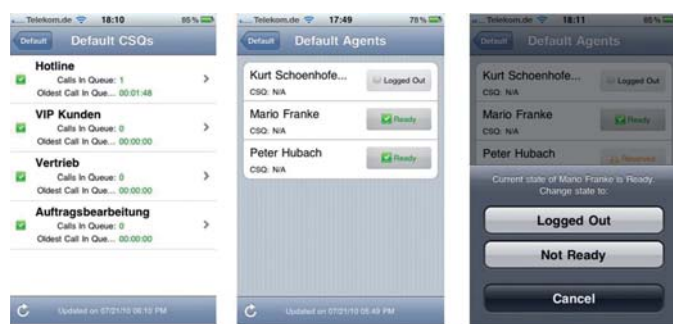 Telekom.de 18:10 85%
Default Default CSQs
Hotline
Calls In Queue: 1
Oldest Call In Que... 00:01:48
VIP Kunden
Calls In Queue: 0
Oldest Call In Que... 00:00:00
Vertrieb
Calls In Queue: 0
Oldest Call In Que... 00:00:00
Auftragsbearbeitung
Calls In Queue: 0
Oldest Call In Que... 00:00:00
Updated on 07/21/10 06:10 PM
Telekom.de 17:49 78%
Default Default Agents
Kurt Schoenhofe... Logged Out
CSQ: N/A
Mario Franke Ready
CSQ: N/A
Peter Hubach Ready
CSQ: N/A
Updated on 07/21/10 05:49 PM
Telekom.de 18:11 85%
Default Default Agents
Kurt Schoenhofe... Logged Out
CSQ: N/A
Mario Franke Ready
CSQ: N/A
Peter Hubach Reserved
Current state of Mario Franke is Ready.
Change state to:
Logged Out
Not Ready
Cancel